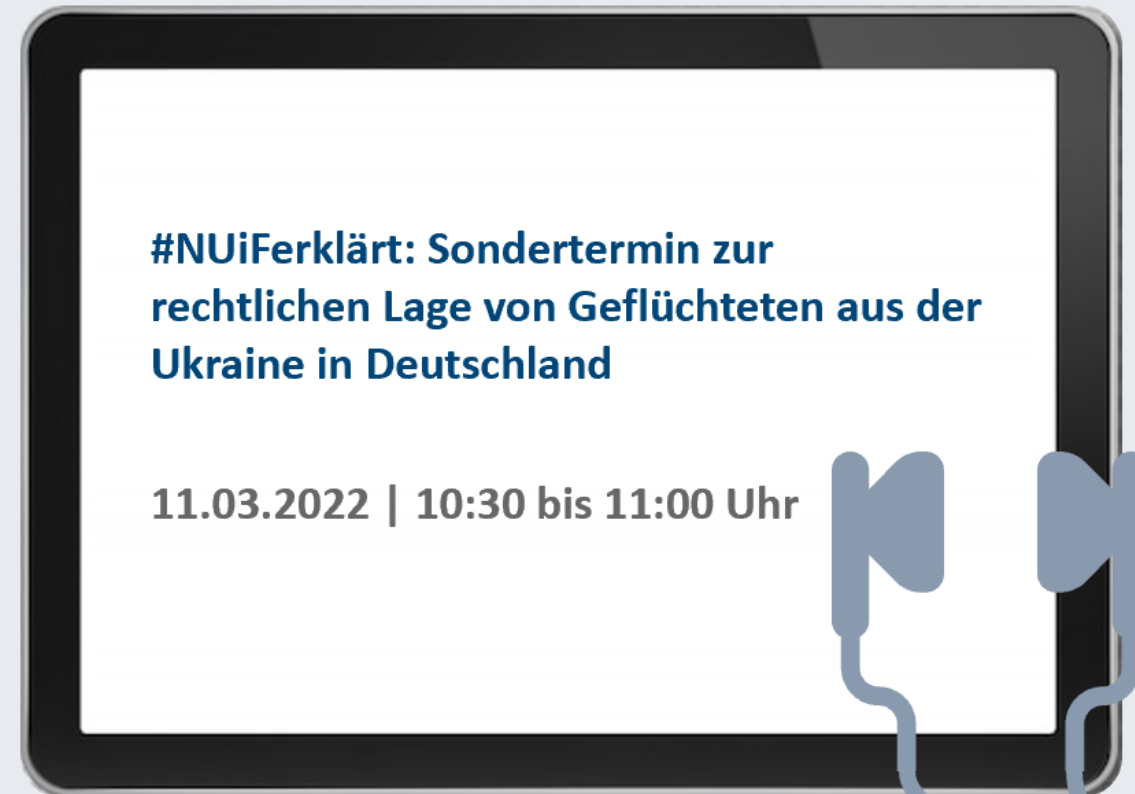 #NUiFerklärt: Sondertermin zur
rechtlichen Lage von Geflüchteten aus der
Ukraine in Deutschland
11.03.2022 | 10:30 bis 11:00 Uhr